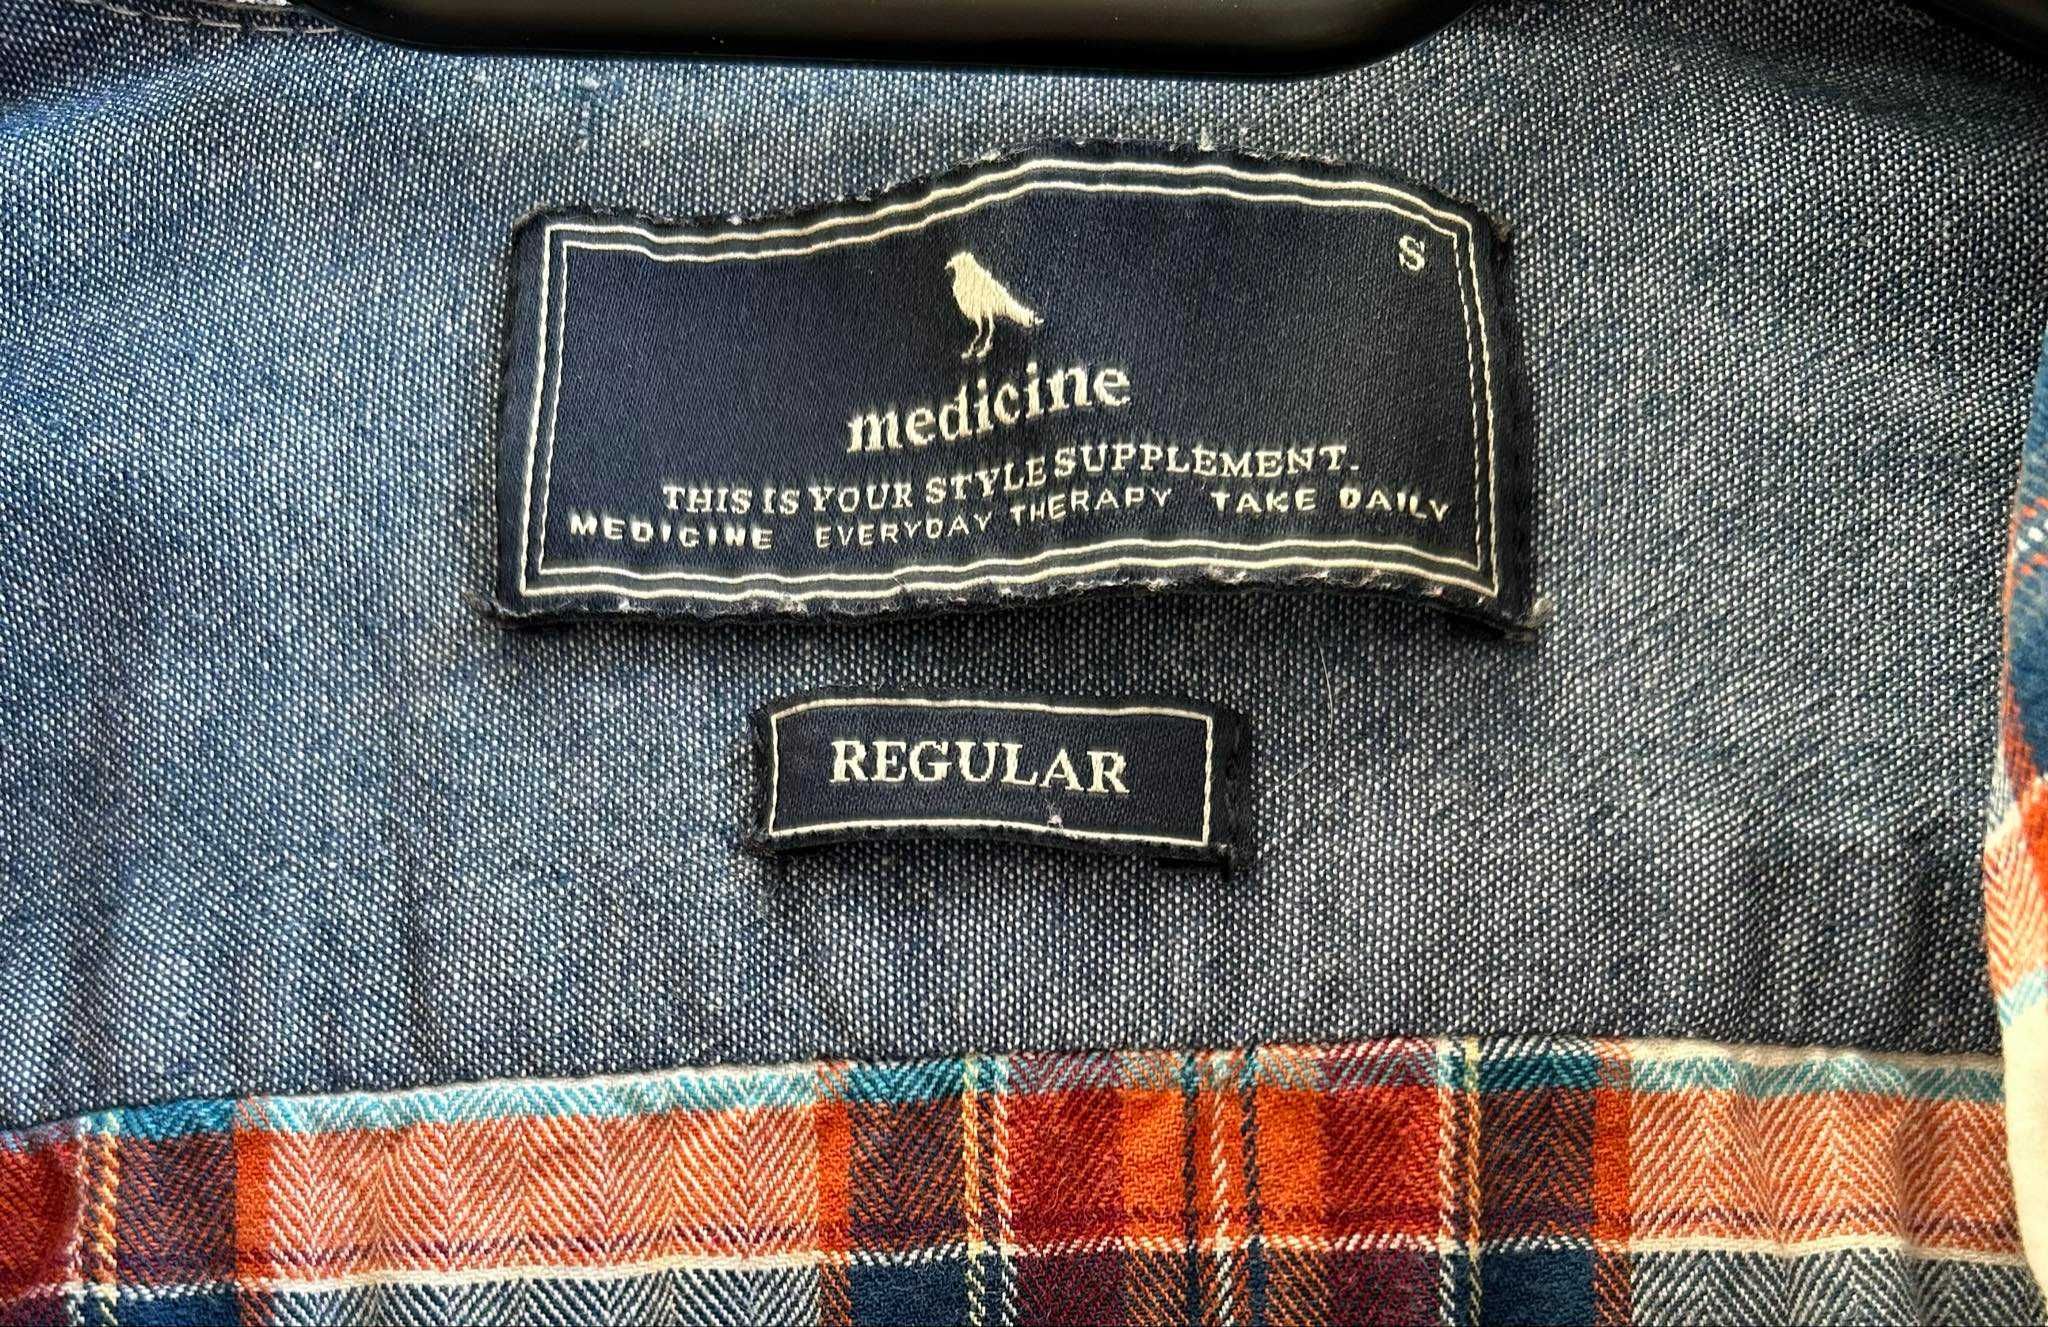 S
medicine
THIS IS YOUR STYLE SUPPLEMENT.
MEDICINE EVERYDAY THERAPY TAKE DAILY
REGULAR